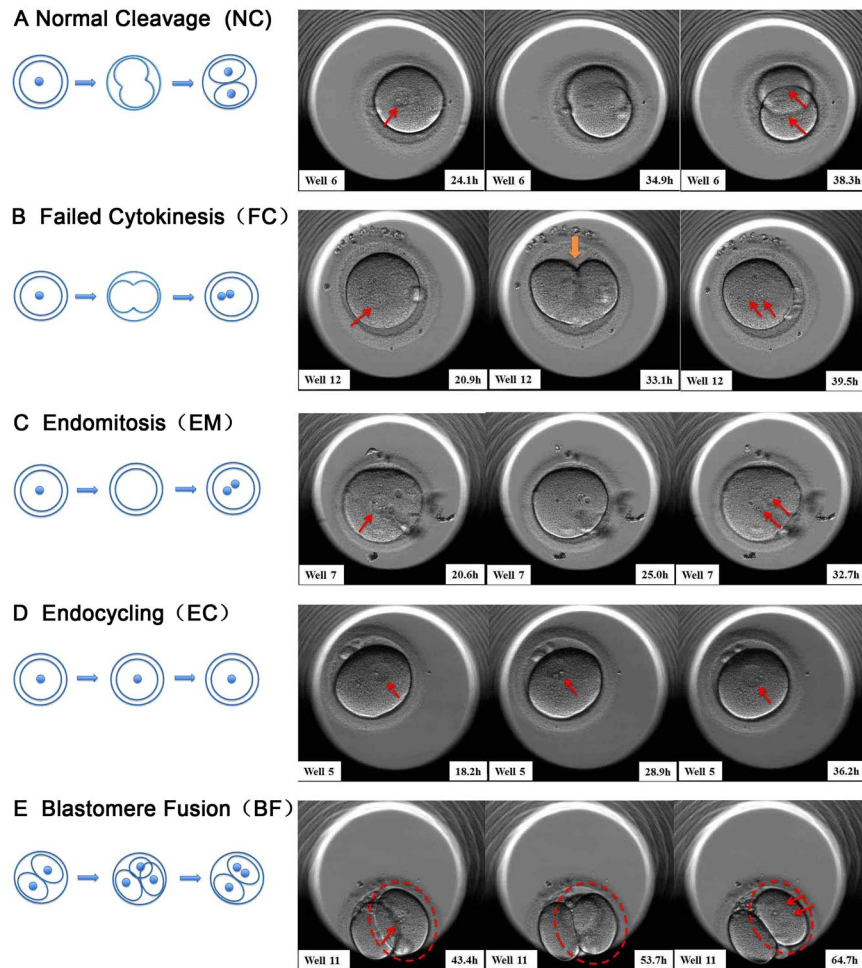 A Normal Cleavage (NC)
Well 6 24.1h Well 6 34.9h Well 6 38.3h
B Failed Cytokinesis（FC）
Well 12 20.9h Well 12 33.1h Well 12 39.5h
C Endomitosis（EM）
Well 7 20.6h Well 7 25.0h Well 7 32.7h
D Endocycling（EC）
Well 5 18.2h Well 5 28.9h Well 5 36.2h
E Blastomere Fusion（BF）
Well 11 43.4h Well 11 53.7h Well 11 64.7h